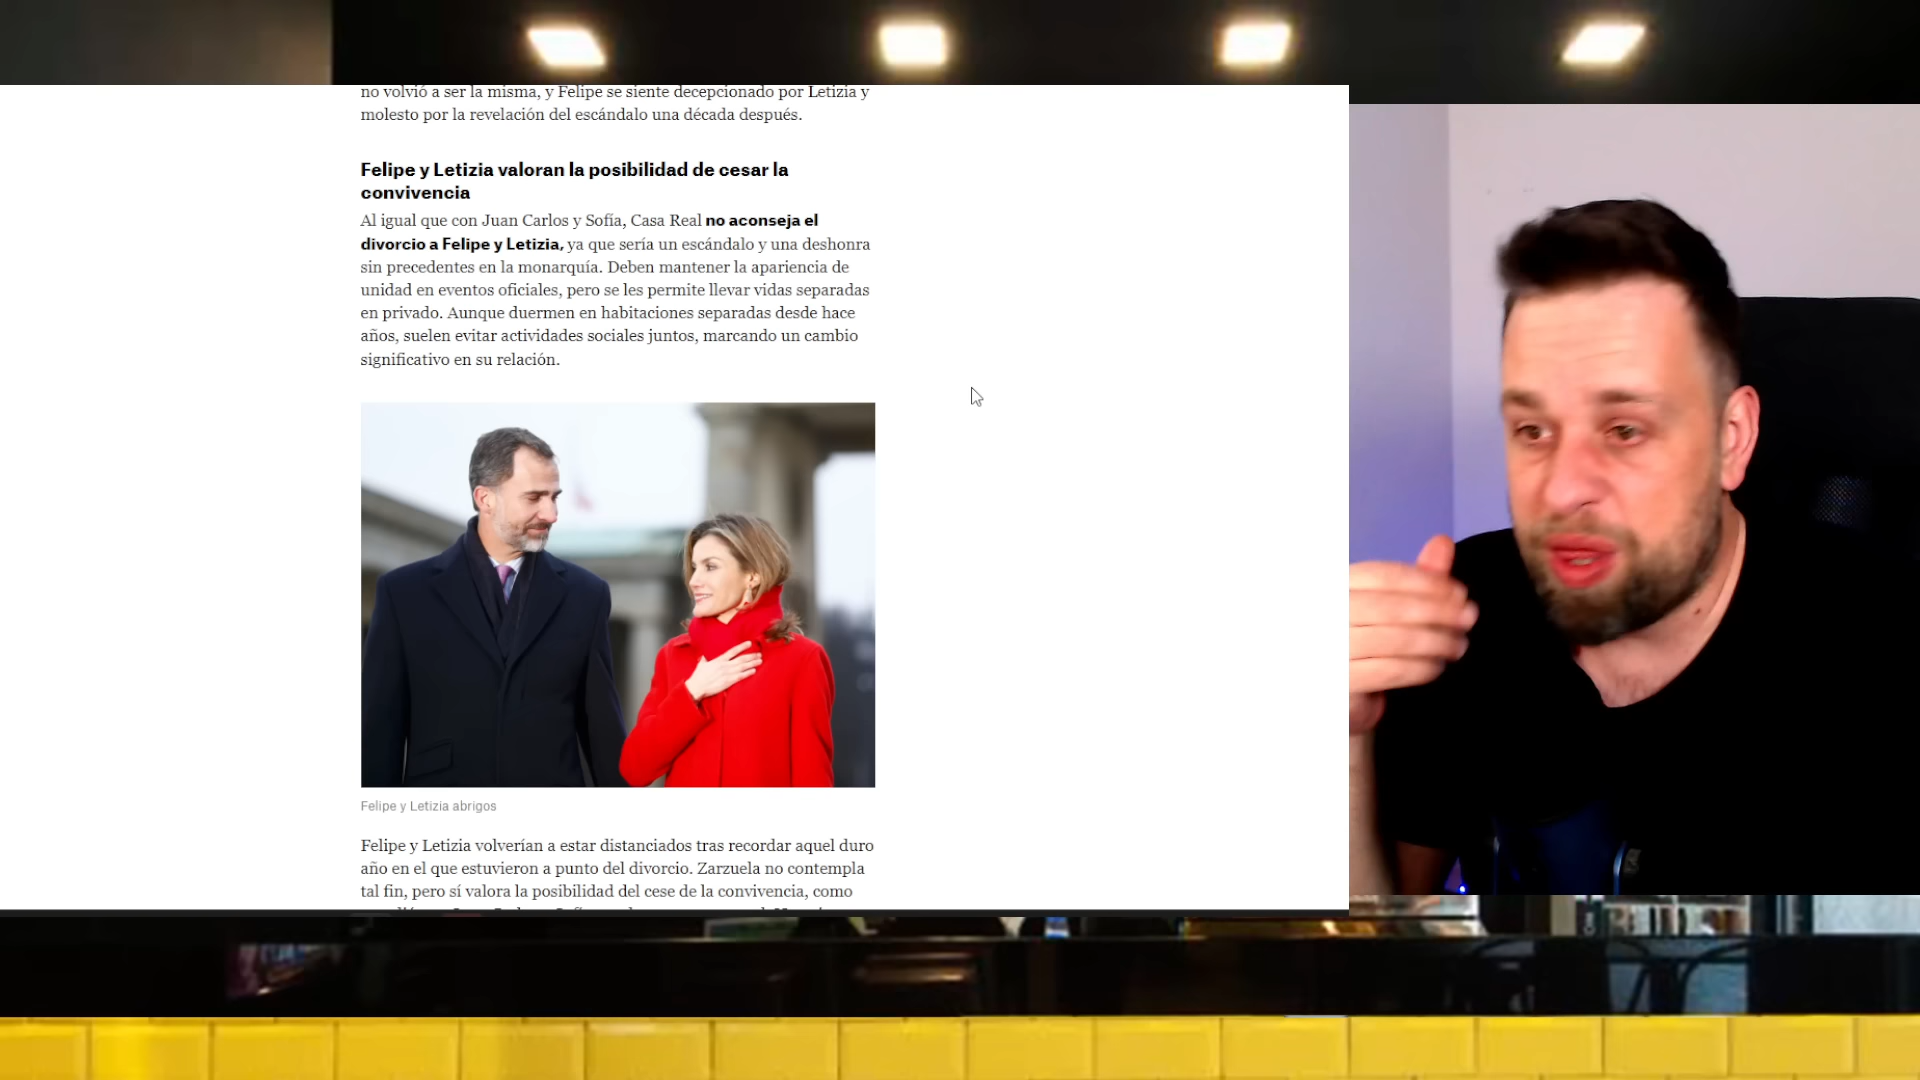 no volvió a ser la misma, y Felipe se siente decepcionado por Letizia y
molesto por la revelación del escándalo una década después.
Felipe y Letizia valoran la posibilidad de cesar la
convivencia
Al igual que con Juan Carlos y Sofía, Casa Real no aconseja el
divorcio a Felipe y Letizia, ya que sería un escándalo y una deshonra
sin precedentes en la monarquía. Deben mantener la apariencia de
unidad en eventos oficiales, pero se les permite llevar vidas separadas
en privado. Aunque duermen en habitaciones separadas desde hace
años, suelen evitar actividades sociales juntos, marcando un cambio
significativo en su relación.
Felipe y Letizia abrigos
Felipe y Letizia volverían a estar distanciados tras recordar aquel duro
año en el que estuvieron a punto del divorcio. Zarzuela no contempla
tal fin, pero sí valora la posibilidad del cese de la convivencia, como